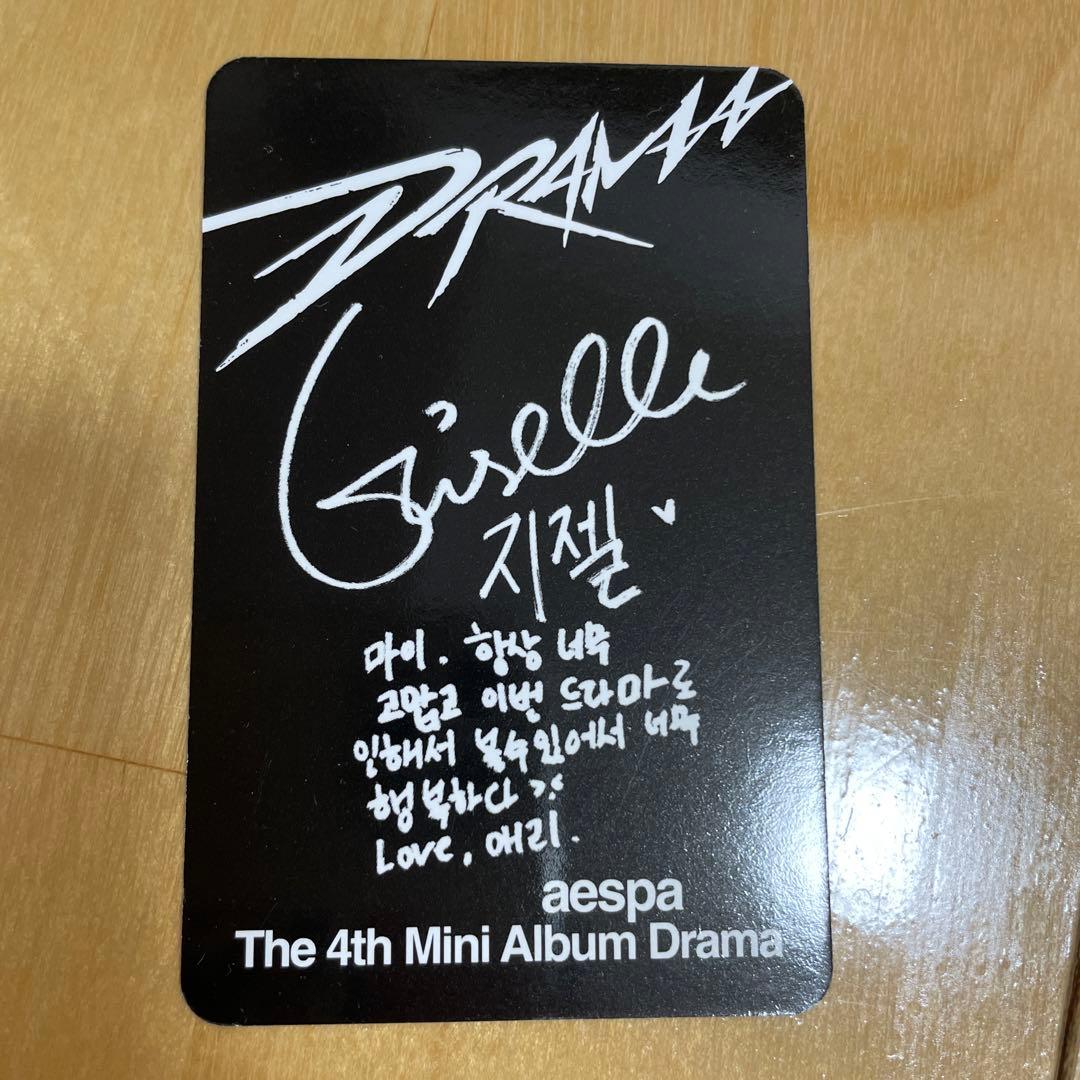 DRAMA
Giselle
지젤
마이. 항상 너무
고맙고 이번 드라마로
인해서 볼수있어서 너무
행복하다 :)
Love, 애리.
aespa
The 4th Mini Album Drama